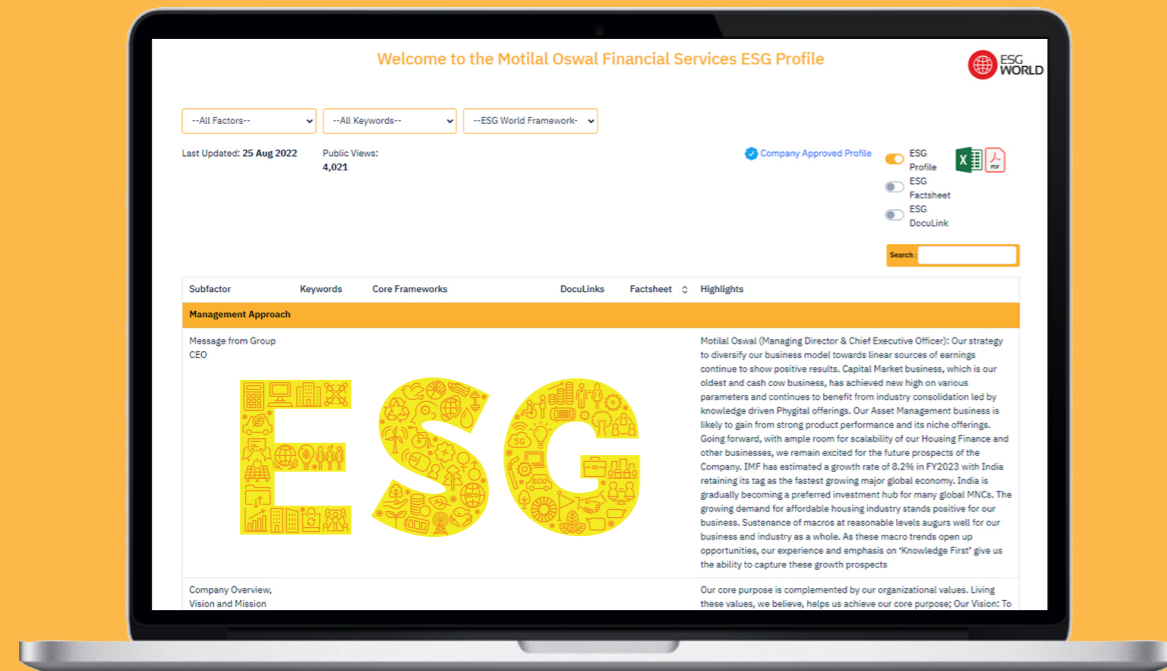 Welcome to the Motilal Oswal Financial Services ESG Profile
ESG
WORLD
--All Factors--
--All Keywords--
--ESG World Framework-
Last Updated: 25 Aug 2022
Public Views:
4,021
Company Approved Profile
ESG
Profile
ESG
Factsheet
ESG
DocuLink
X
PDF
Search :
Subfactor Keywords Core Frameworks DocuLinks Factsheet Highlights
Management Approach
Message from Group
CEO
ESG
5G
ECO
ECO
Motilal Oswal (Managing Director & Chief Executive Officer): Our strategy
to diversify our business model towards linear sources of earnings
continue to show positive results. Capital Market business, which is our
oldest and cash cow business, has achieved new high on various
parameters and continues to benefit from industry consolidation led by
knowledge driven Phygital offerings. Our Asset Management business is
likely to gain from strong product performance and its niche offerings.
Going forward, with ample room for scalability of our Housing Finance and
other businesses, we remain excited for the future prospects of the
Company. IMF has estimated a growth rate of 8.2% in FY2023 with India
retaining its tag as the fastest growing major global economy. India is
gradually becoming a preferred investment hub for many global MNCs. The
growing demand for affordable housing industry stands positive for our
business. Sustenance of macros at reasonable levels augurs well for our
business and industry as a whole. As these macro trends open up
opportunities, our experience and emphasis on ‘Knowledge First’ give us
the ability to capture these growth prospects
Company Overview,
Vision and Mission
Our core purpose is complemented by our organizational values. Living
these values, we believe, helps us achieve our core purpose; Our Vision: To